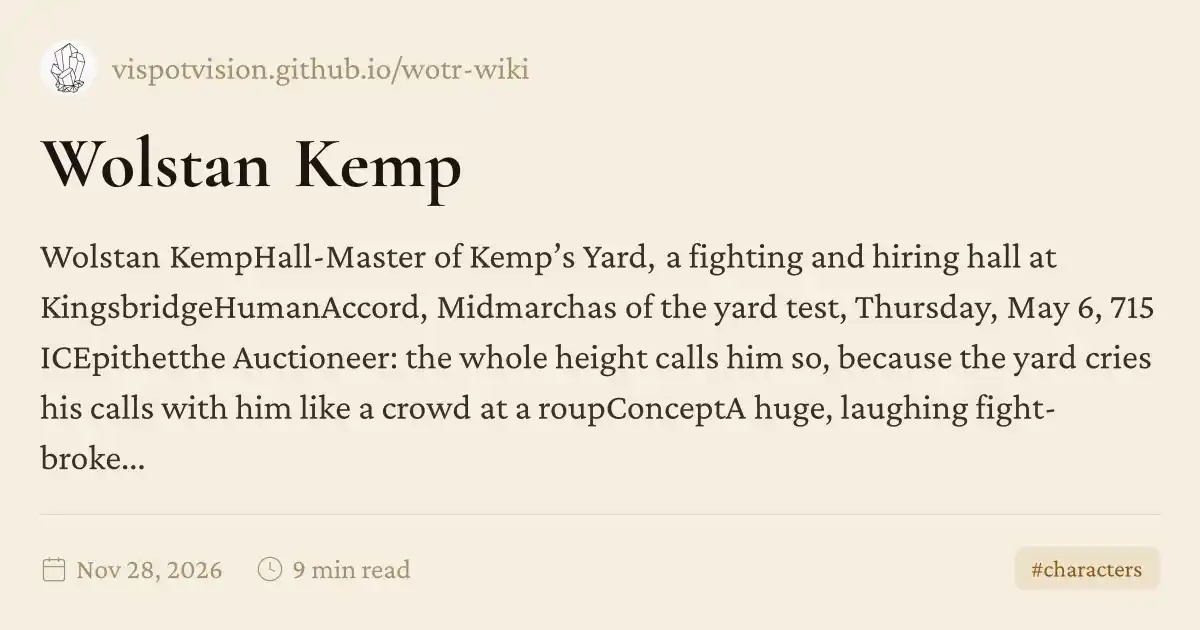 vispotvision.github.io/wotr-wiki
Wolstan Kemp
Wolstan KempHall-Master of Kemp’s Yard, a fighting and hiring hall at
KingsbridgeHumanAccord, Midmarchas of the yard test, Thursday, May 6, 715
ICEpithetthe Auctioneer: the whole height calls him so, because the yard cries
his calls with him like a crowd at a roupConceptA huge, laughing fight-
broke...
Nov 28, 2026
9 min read
#characters